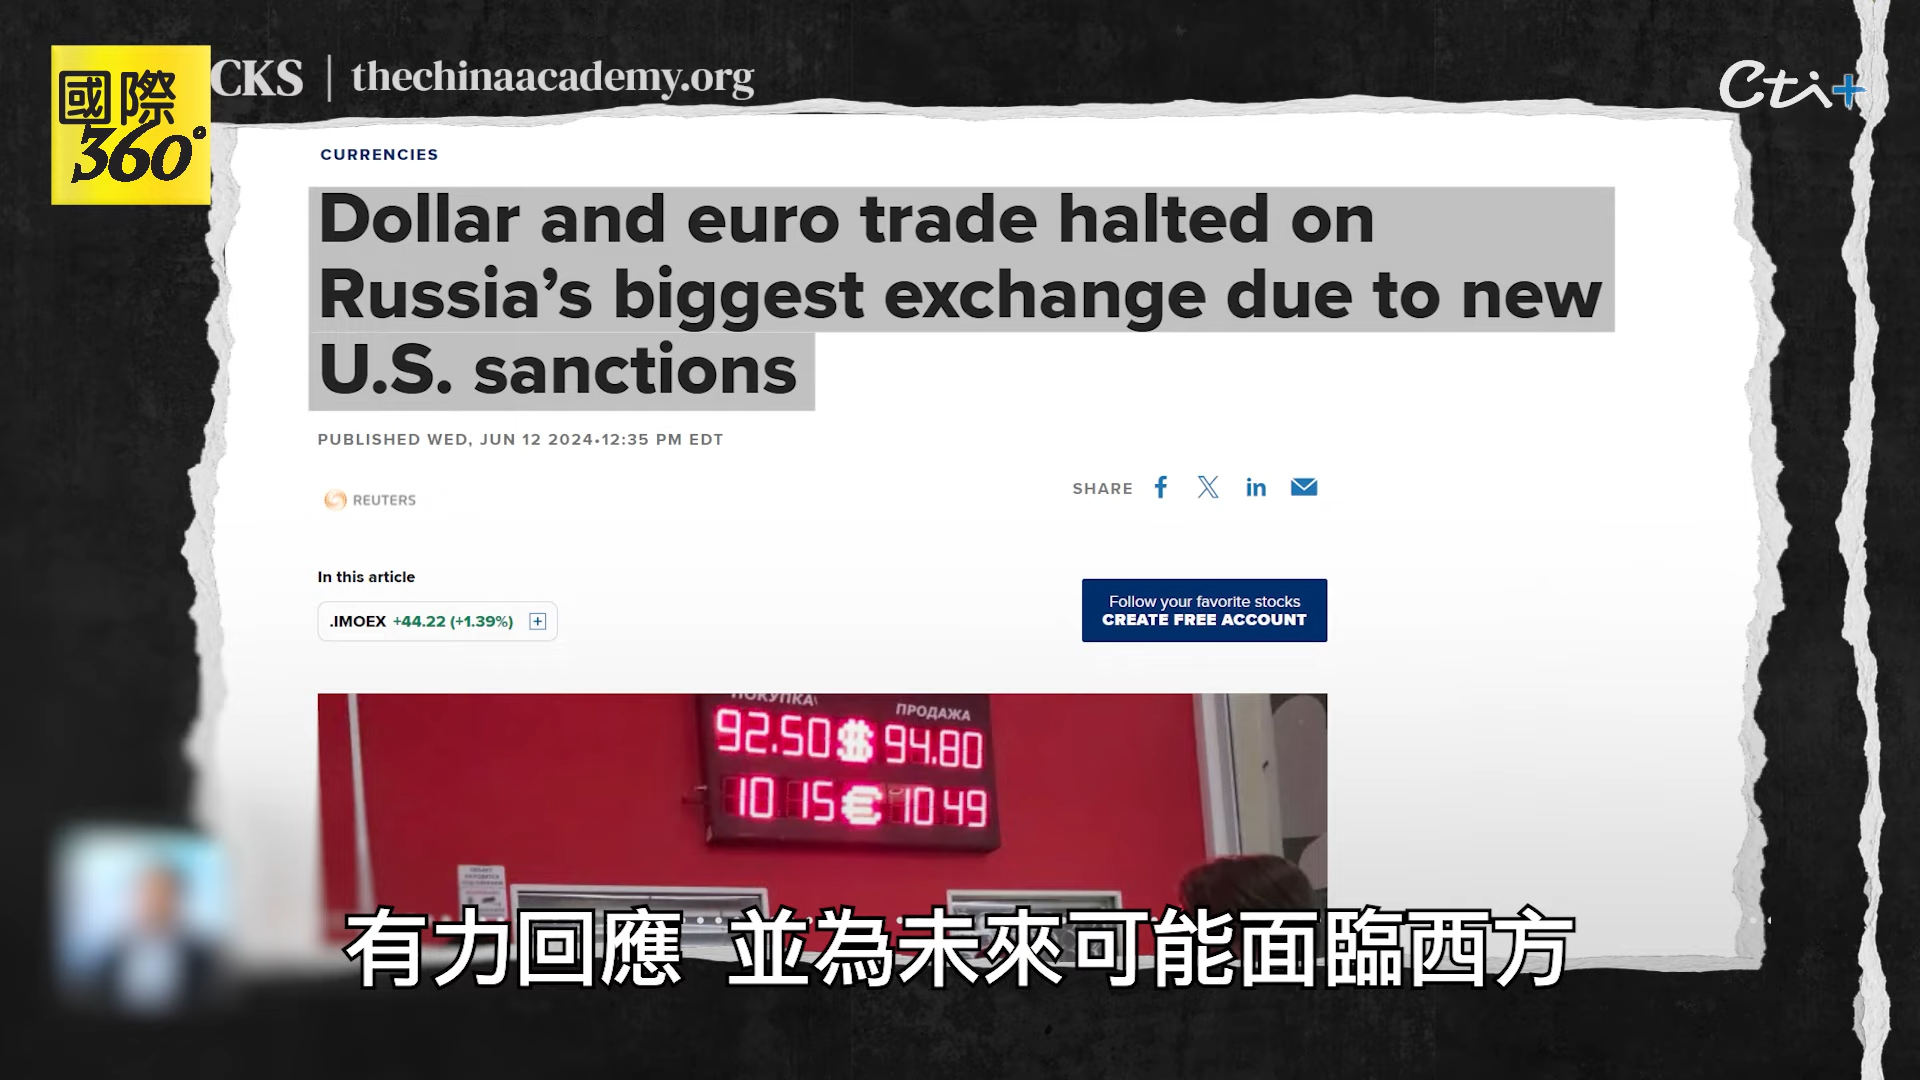 國際
360°
CKS | thechinaacademy.org
Cti+
CURRENCIES
Dollar and euro trade halted on
Russia’s biggest exchange due to new
U.S. sanctions
PUBLISHED WED, JUN 12 2024•12:35 PM EDT
REUTERS
SHARE
In this article
.IMOEX +44.22 (+1.39%)
Follow your favorite stocks
CREATE FREE ACCOUNT
ПОКУПКА
ПРОДАЖА
92.50 $ 94.80
10 15 € 10 49
有力回應 並為未來可能面臨西方